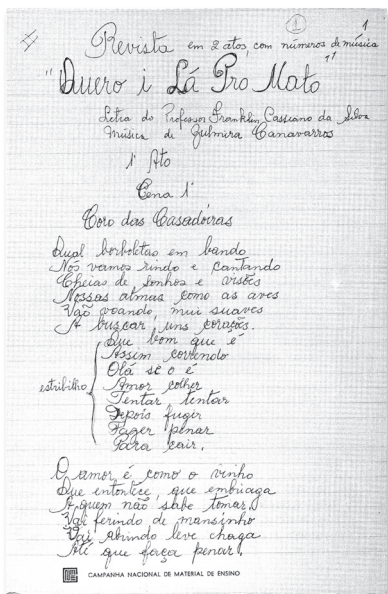 1 1
Revista em 2 atos, com números de música
"Quero i Lá Pro Mato"
Letra do Professor Franklin Cassiano da Silva
Música de Zulmira Canavarros
1º Ato
Cena 1ª
Coro das Casadoiras
Qual borboletas em bando
Nós vamos rindo e cantando
Cheias de sonhos e visões
Nossas almas como as aves
Vão voando, mui suaves
A buscar, uns corações.
Que bom que é
Assim correndo
Olá se o é
estribilho Amor colher
Tentar, tentar
Depois fugir
Fazer penar
Para cair.
O amor é como o vinho
Que entontece, que embriaga
A quem não sabe tomar.
Vai ferindo de mansinho
Vai abrindo leve chaga
Até que faça penar.
CAMPANHA NACIONAL DE MATERIAL DE ENSINO